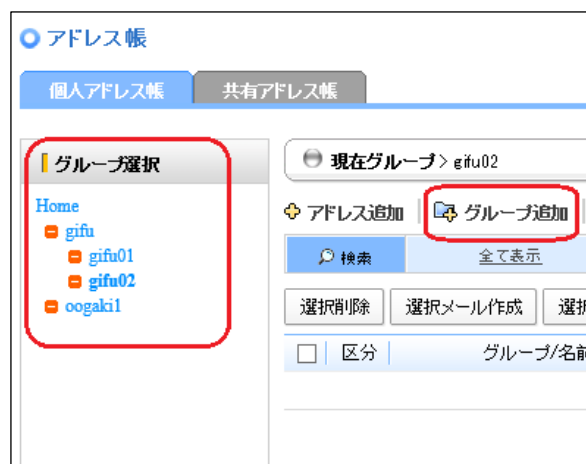 アドレス帳
個人アドレス帳 共有アドレス帳
グループ選択
Home
gifu
gifu01
gifu02
oogaki1
現在グループ > gifu02
アドレス追加 グループ追加
検索 全て表示
選択削除 選択メール作成 選択
区分 グループ/名前